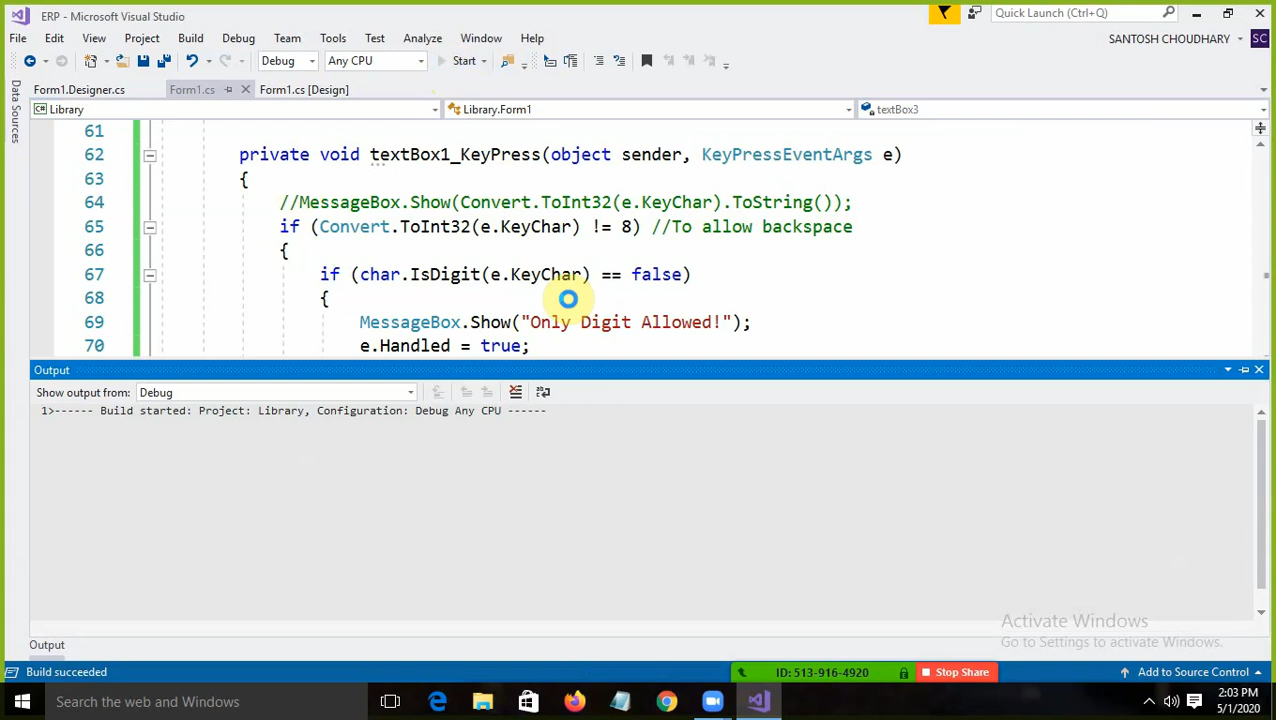 ERP - Microsoft Visual Studio
Quick Launch (Ctrl+Q)
File Edit View Project Build Debug Team Tools Test Analyze Window Help
SANTOSH CHOUDHARY SC
Debug Any CPU Start
Form1.Designer.cs Form1.cs Form1.cs [Design]
Library Library.Form1 textBox3
Data Sources
61
62 private void textBox1_KeyPress(object sender, KeyPressEventArgs e)
63 {
64 //MessageBox.Show(Convert.ToInt32(e.KeyChar).ToString());
65 if (Convert.ToInt32(e.KeyChar) != 8) //To allow backspace
66 {
67 if (char.IsDigit(e.KeyChar) == false)
68 {
69 MessageBox.Show("Only Digit Allowed!");
70 e.Handled = true;
Output
Show output from: Debug
1>------ Build started: Project: Library, Configuration: Debug Any CPU ------
Activate Windows
Go to Settings to activate Windows.
Output
Build succeeded
ID: 513-916-4920 Stop Share
Add to Source Control
Search the web and Windows
2:03 PM
5/1/2020